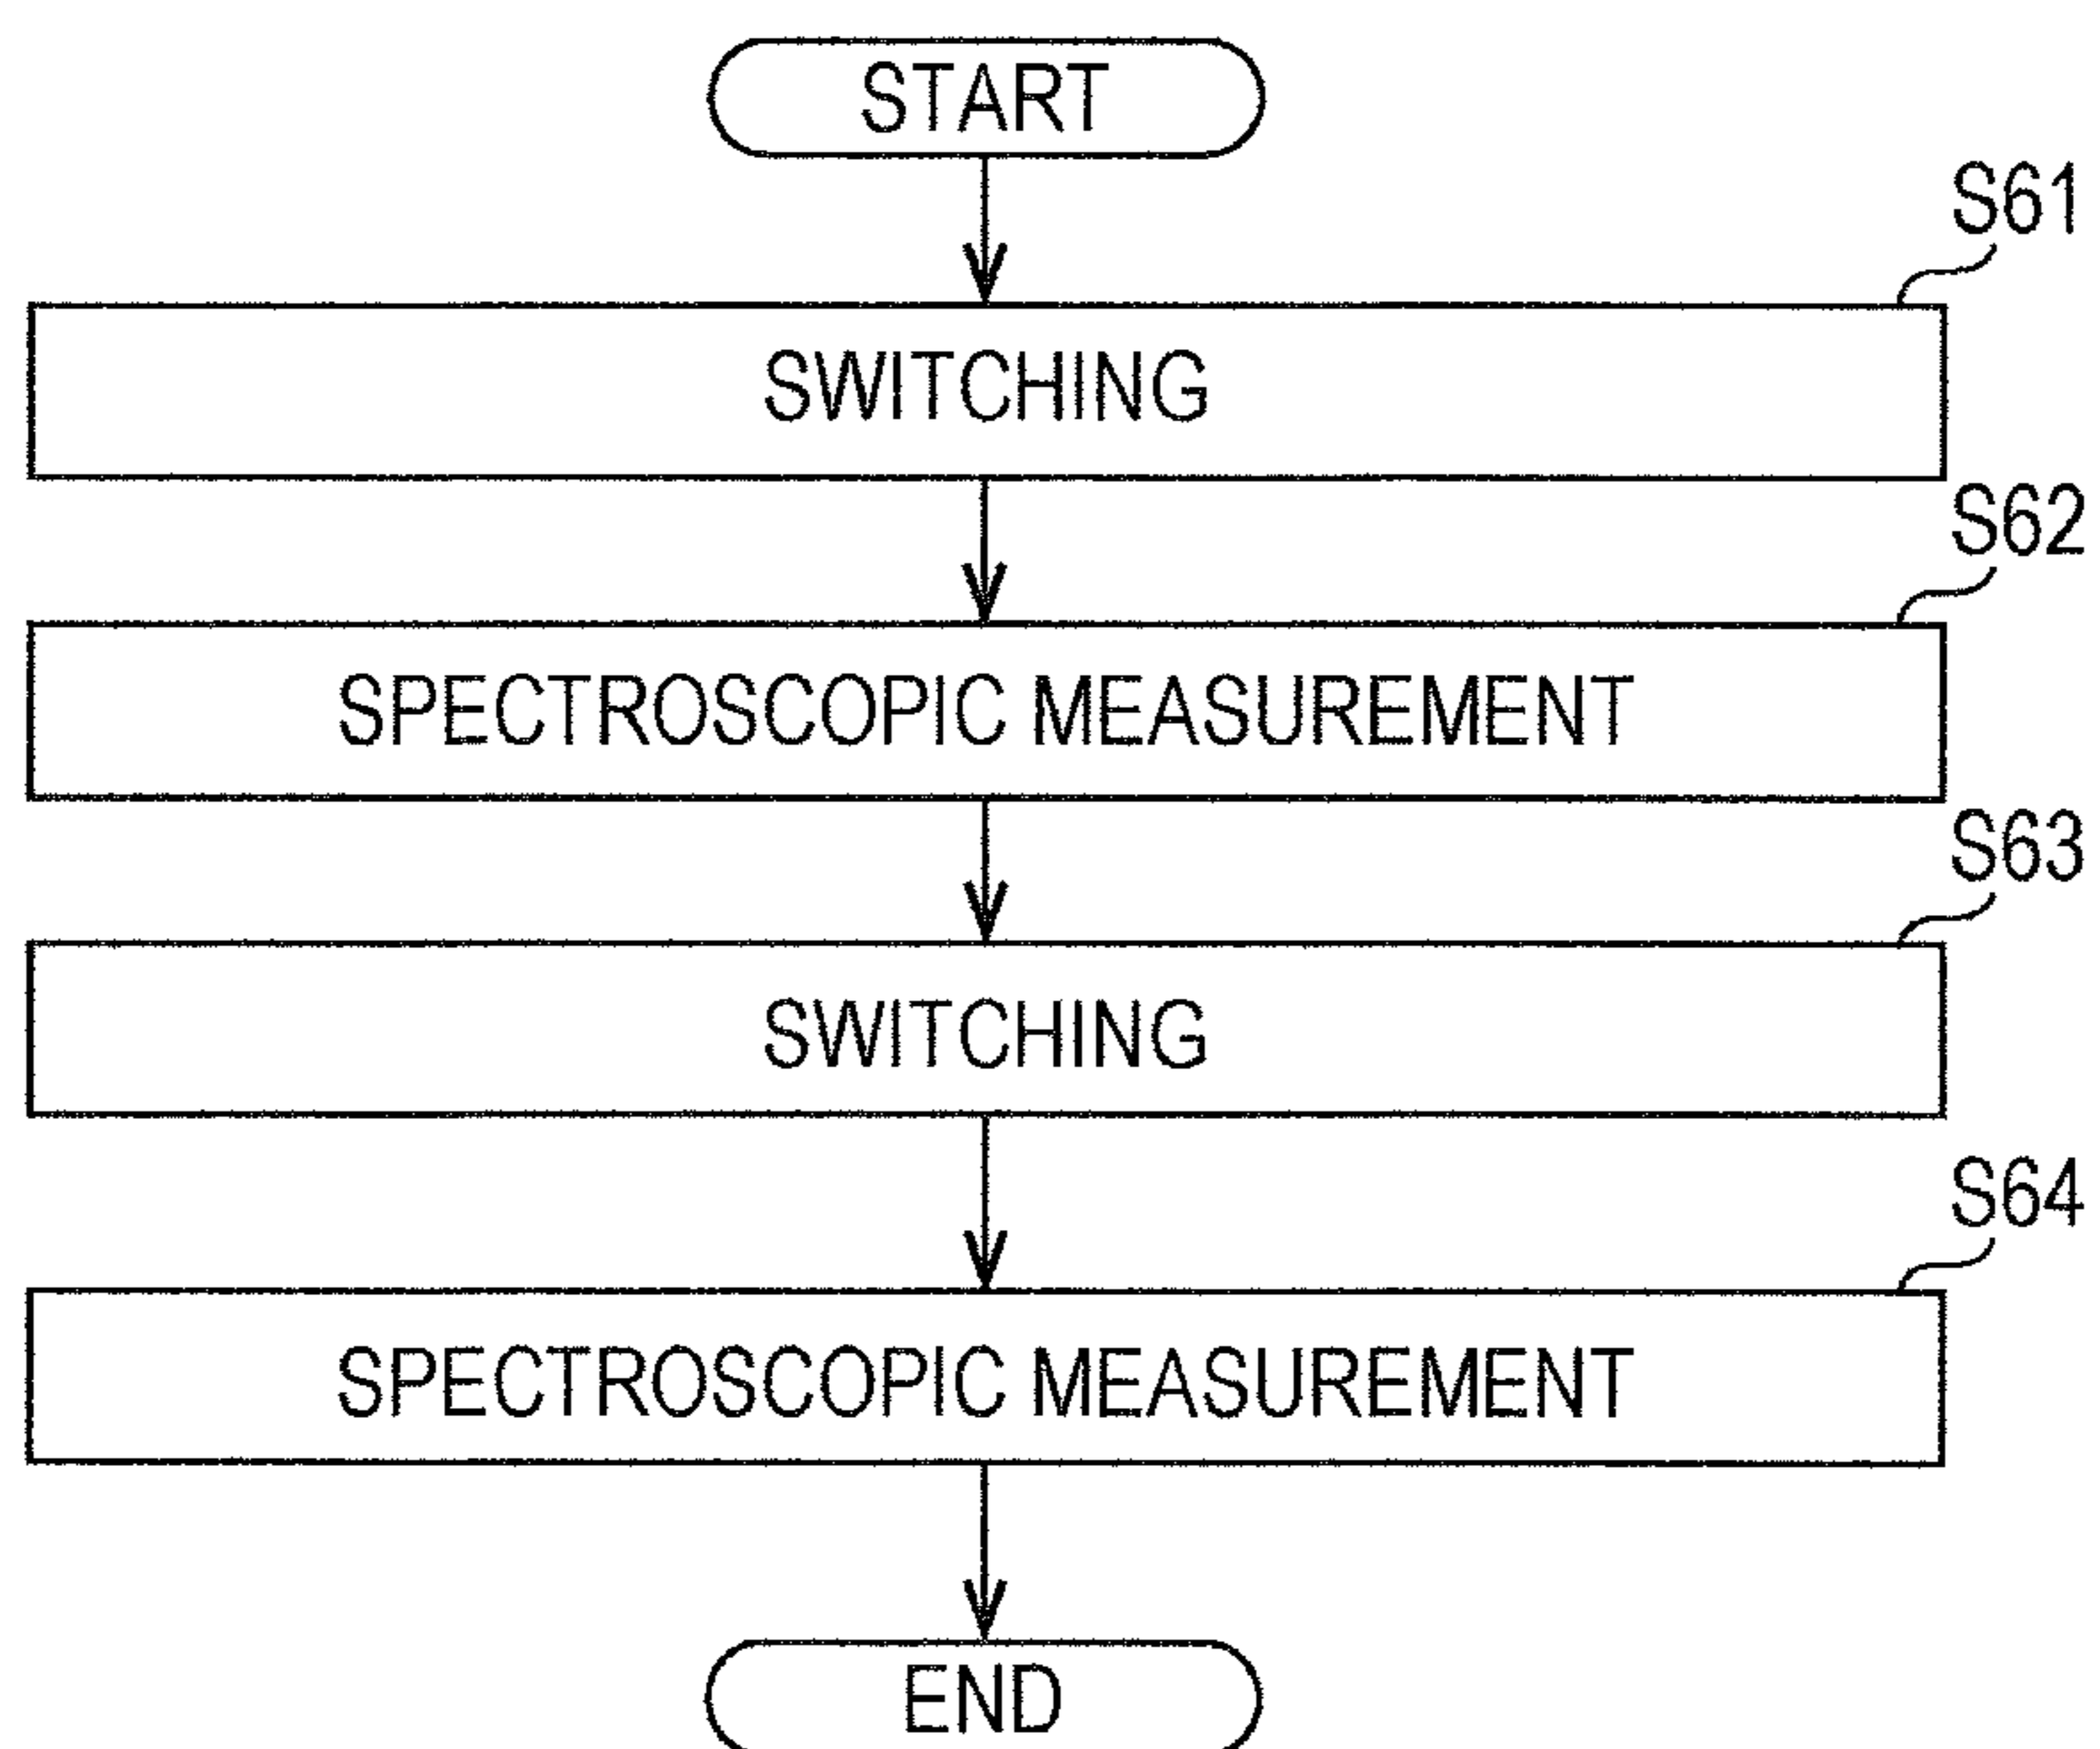 START
S61
SWITCHING
S62
SPECTROSCOPIC MEASUREMENT
S63
SWITCHING
S64
SPECTROSCOPIC MEASUREMENT
END